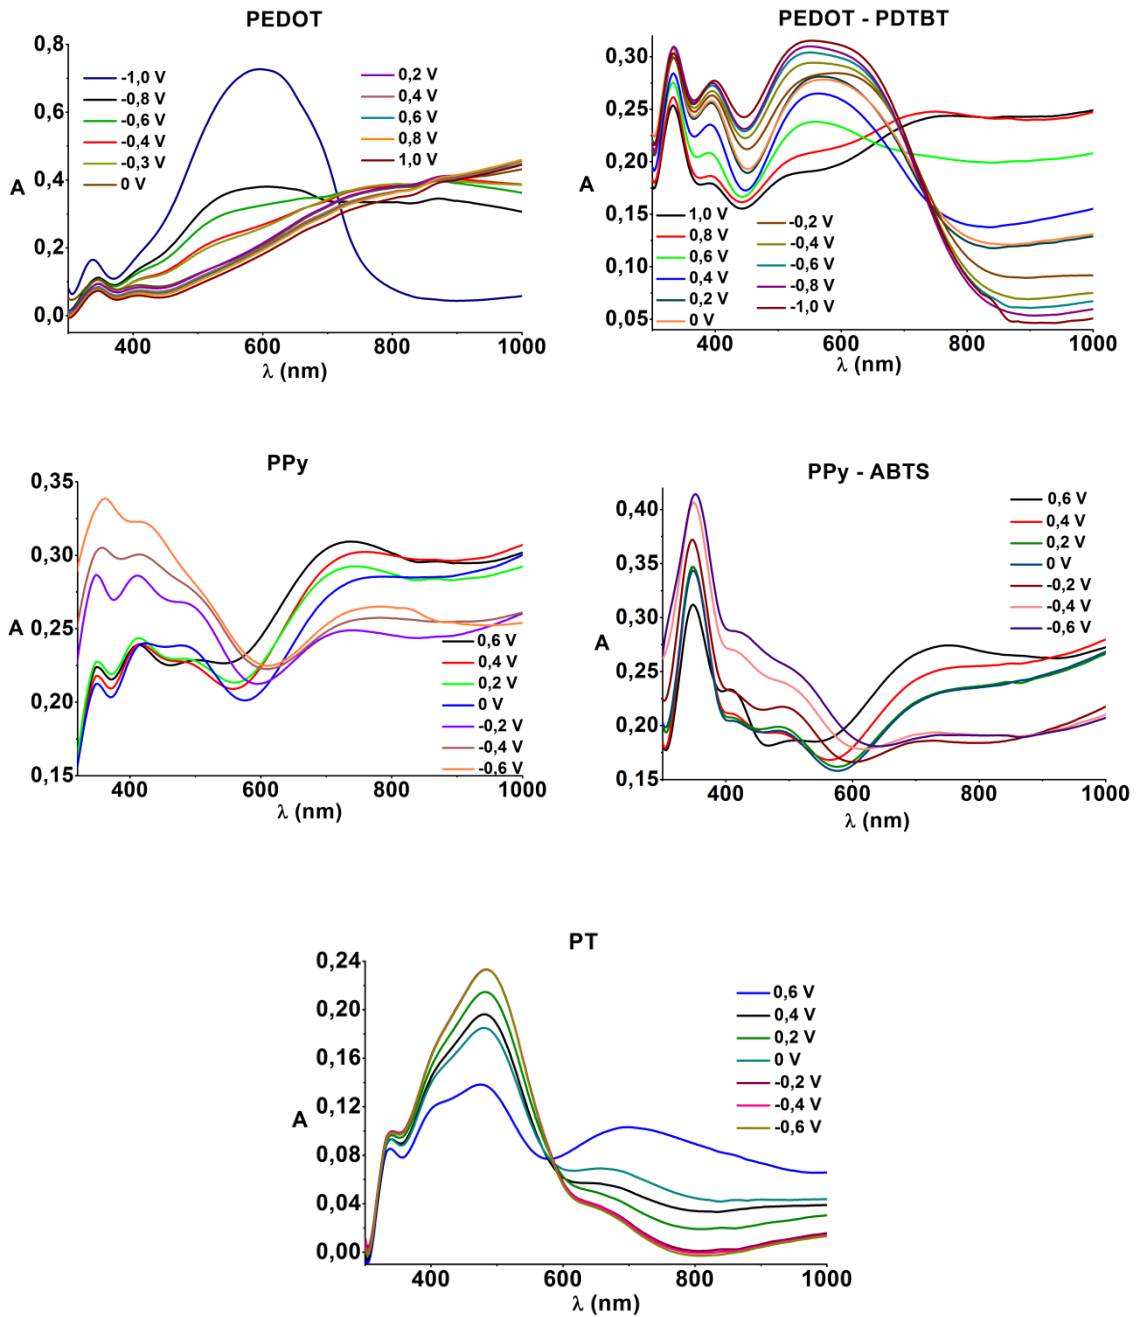 PEDOT
0,8
0,6
0,4
0,2
0,0
A
-1,0 V
-0,8 V
-0,6 V
-0,4 V
-0,3 V
0 V
0,2 V
0,4 V
0,6 V
0,8 V
1,0 V
400
600
800
1000
λ (nm)
PEDOT - PDTBT
0,30
0,25
0,20
0,15
0,10
0,05
A
1,0 V
0,8 V
0,6 V
0,4 V
0,2 V
0 V
-0,2 V
-0,4 V
-0,6 V
-0,8 V
-1,0 V
400
600
800
1000
λ (nm)
PPy
0,35
0,30
0,25
0,20
0,15
A
0,6 V
0,4 V
0,2 V
0 V
-0,2 V
-0,4 V
-0,6 V
400
600
800
1000
λ (nm)
PPy - ABTS
0,40
0,35
0,30
0,25
0,20
0,15
A
0,6 V
0,4 V
0,2 V
0 V
-0,2 V
-0,4 V
-0,6 V
400
600
800
1000
λ (nm)
PT
0,24
0,20
0,16
0,12
0,08
0,04
0,00
A
0,6 V
0,4 V
0,2 V
0 V
-0,2 V
-0,4 V
-0,6 V
400
600
800
1000
λ (nm)